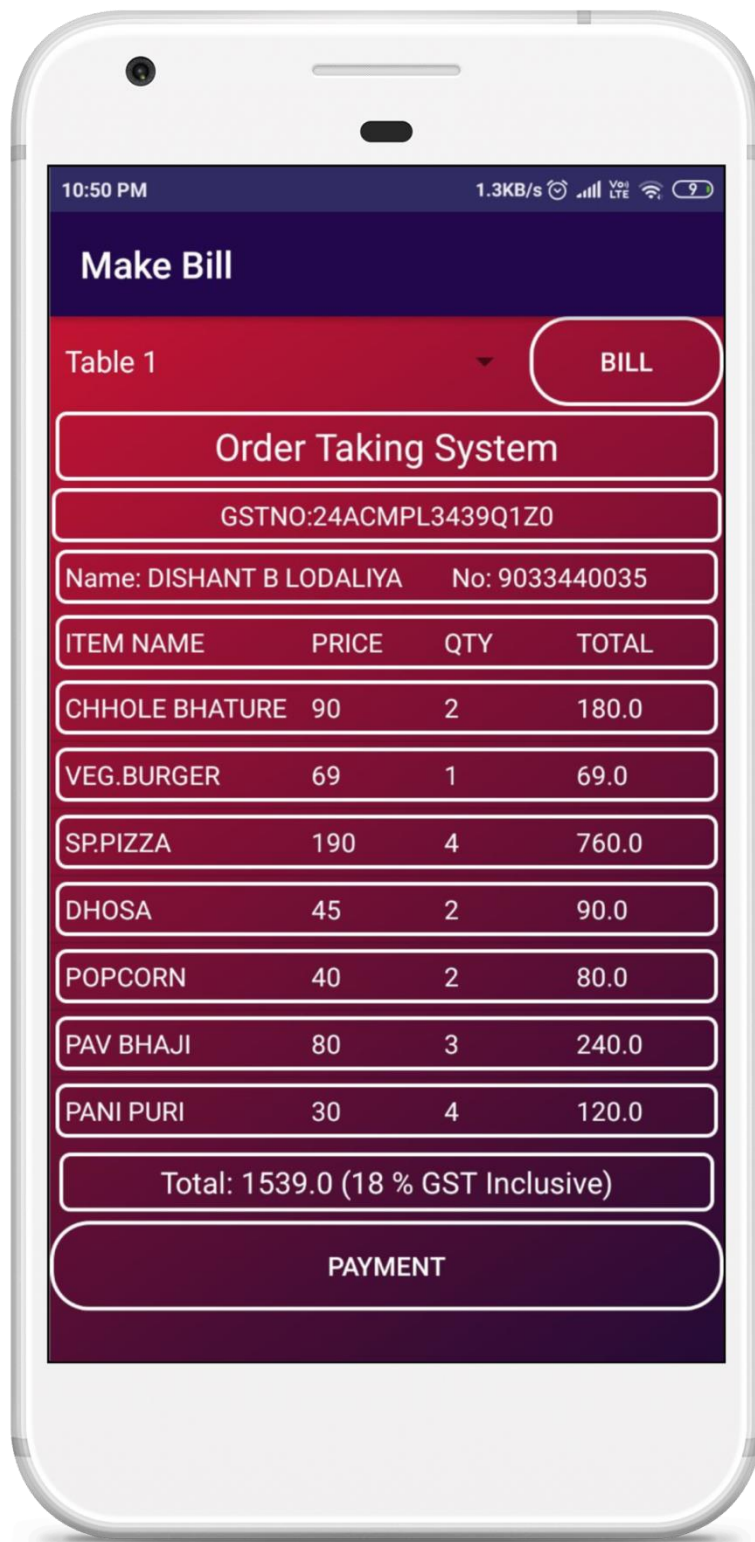 10:50 PM 1.3KB/s Vo) LTE 9
Make Bill
Table 1 BILL
Order Taking System
GSTNO:24ACMPL3439Q1Z0
Name: DISHANT B LODALIYA No: 9033440035
ITEM NAME PRICE QTY TOTAL
CHHOLE BHATURE 90 2 180.0
VEG.BURGER 69 1 69.0
SP.PIZZA 190 4 760.0
DHOSA 45 2 90.0
POPCORN 40 2 80.0
PAV BHAJI 80 3 240.0
PANI PURI 30 4 120.0
Total: 1539.0 (18 % GST Inclusive)
PAYMENT